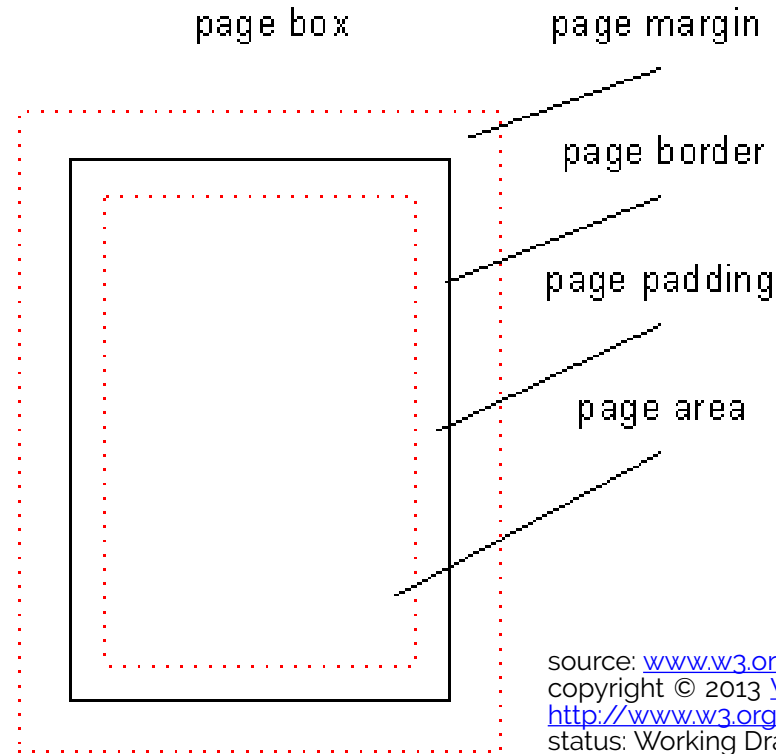 page box
page margin
page border
page padding
page area
source: www.w3.or
copyright © 2013
http://www.w3.org
status: Working Dra